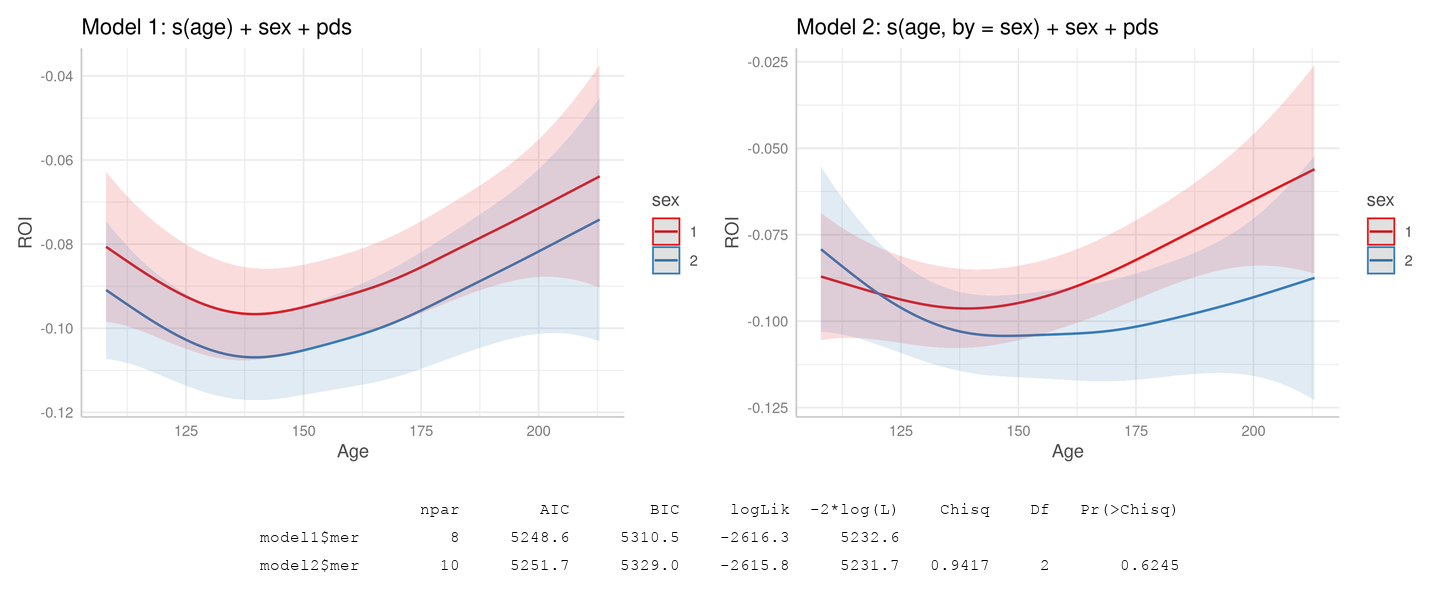 Model 1: s(age) + sex + pds
-0.04
-0.06
-0.08
-0.10
-0.12
ROI
125 150 175 200
Age
sex
1
2
Model 2: s(age, by = sex) + sex + pds
-0.025
-0.050
-0.075
-0.100
-0.125
ROI
125 150 175 200
Age
sex
1
2
npar AIC BIC logLik -2*log(L) Chisq Df Pr(>Chisq)
model1$mer 8 5248.6 5310.5 -2616.3 5232.6
model2$mer 10 5251.7 5329.0 -2615.8 5231.7 0.9417 2 0.6245